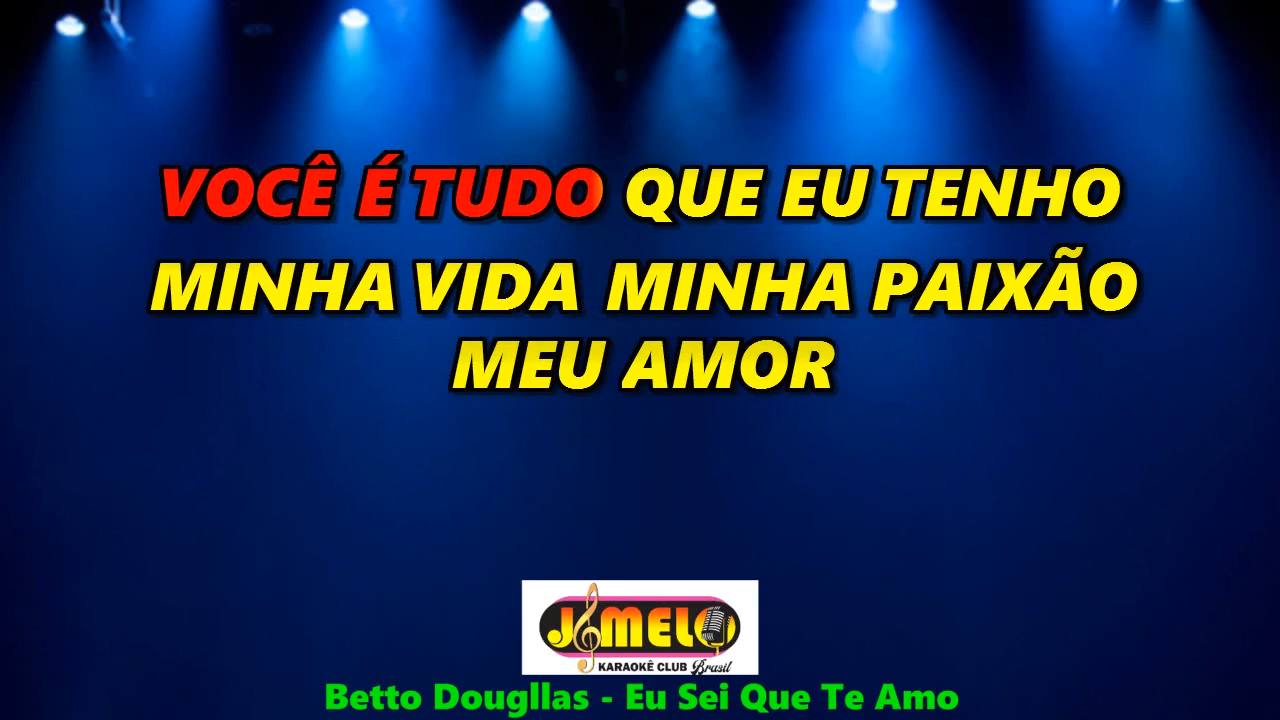 VOCÊ É TUDO QUE EU TENHO
MINHA VIDA MINHA PAIXÃO
MEU AMOR
JOMELO
KARAOKÊ CLUB Brasil
Betto Dougllas - Eu Sei Que Te Amo